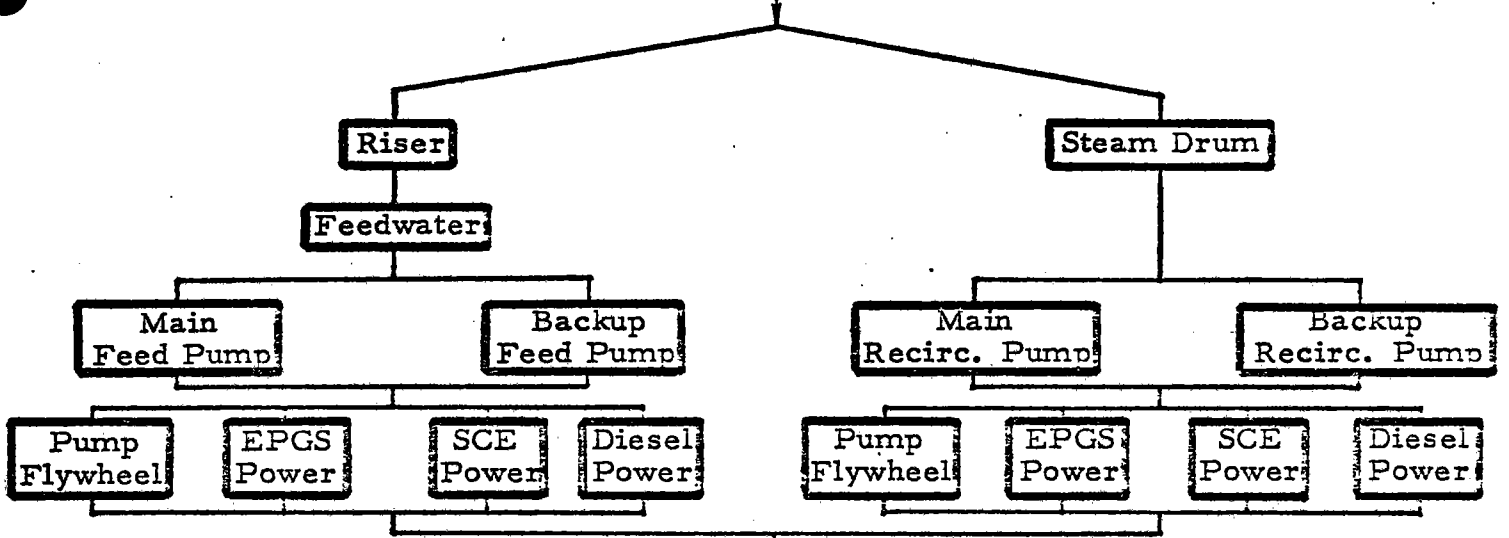 Riser
Steam Drum
Feedwater
Main
Feed Pump
Backup
Feed Pump
Main
Recirc. Pump
Backup
Recirc. Pump
Pump
Flywheel
EPGS
Power
SCE
Power
Diesel
Power
Pump
Flywheel
EPGS
Power
SCE
Power
Diesel
Power